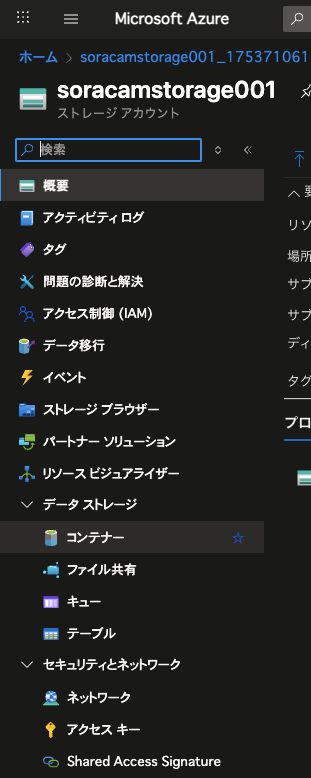 Microsoft Azure
ホーム > soracamstorage001_175371061
soracamstorage001
ストレージ アカウント
検索
概要
アクティビティ ログ
タグ
問題の診断と解決
アクセス制御 (IAM)
データ移行
イベント
ストレージ ブラウザー
パートナー ソリューション
リソース ビジュアライザー
データ ストレージ
コンテナー
ファイル共有
キュー
テーブル
セキュリティとネットワーク
ネットワーク
アクセス キー
Shared Access Signature
リソ
場所
サブ
サブ
ディ
タグ
プロ